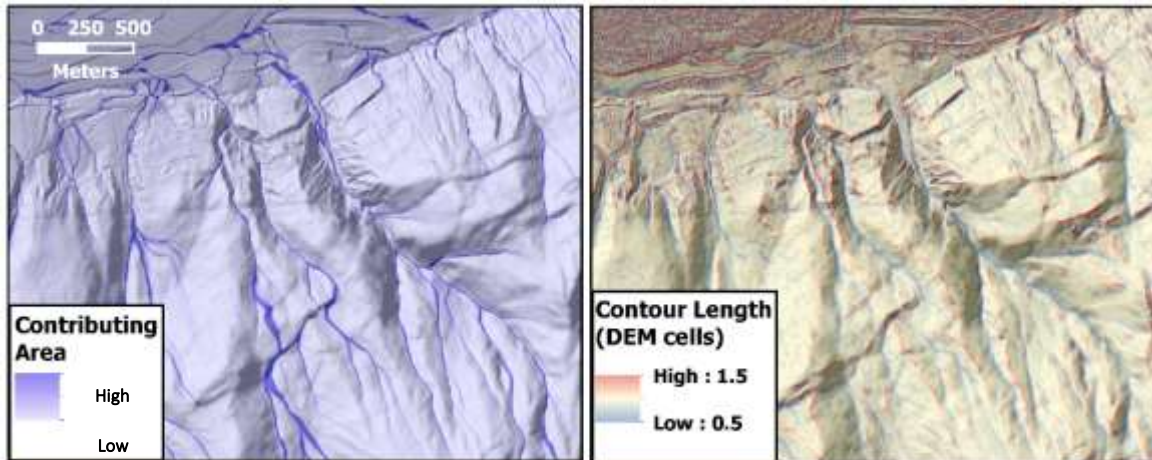 0 250 500
Meters
Contributing
Area
High
Low
Contour Length
(DEM cells)
High : 1.5
Low : 0.5